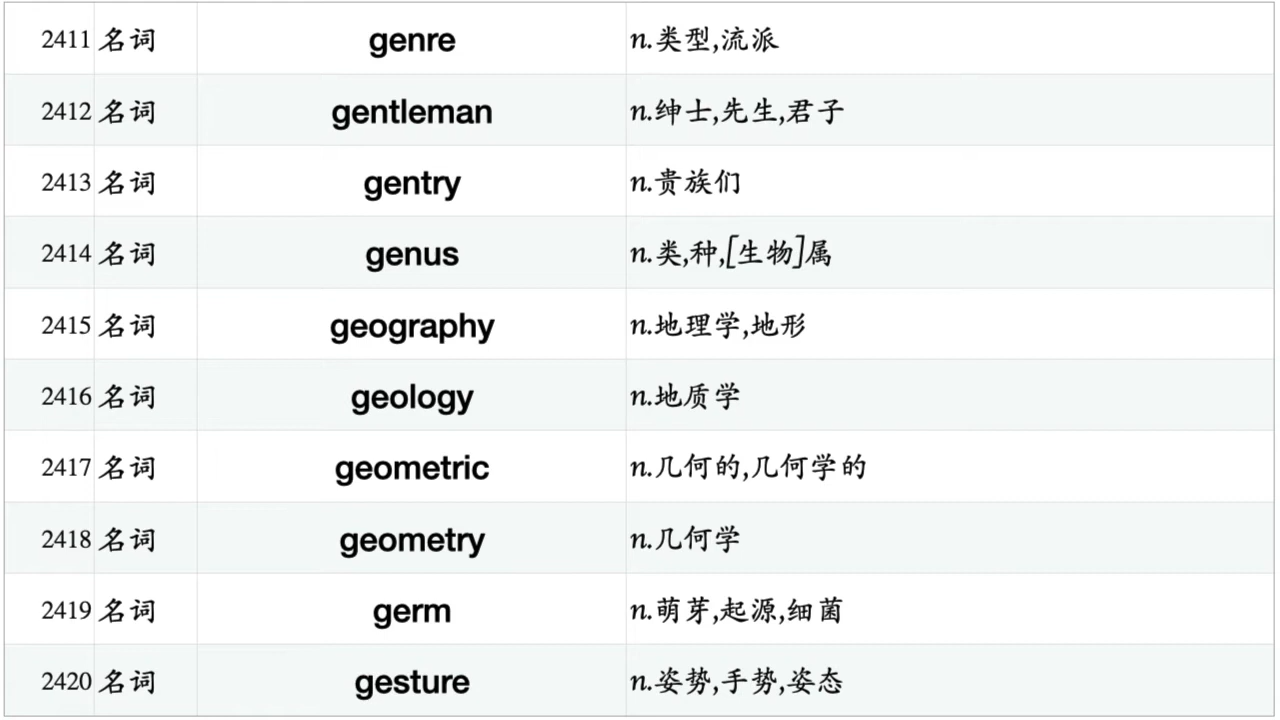 2411 名词 genre n.类型,流派
2412 名词 gentleman n.绅士,先生,君子
2413 名词 gentry n.贵族们
2414 名词 genus n.类,种,[生物]属
2415 名词 geography n.地理学,地形
2416 名词 geology n.地质学
2417 名词 geometric n.几何的,几何学的
2418 名词 geometry n.几何学
2419 名词 germ n.萌芽,起源,细菌
2420 名词 gesture n.姿势,手势,姿态